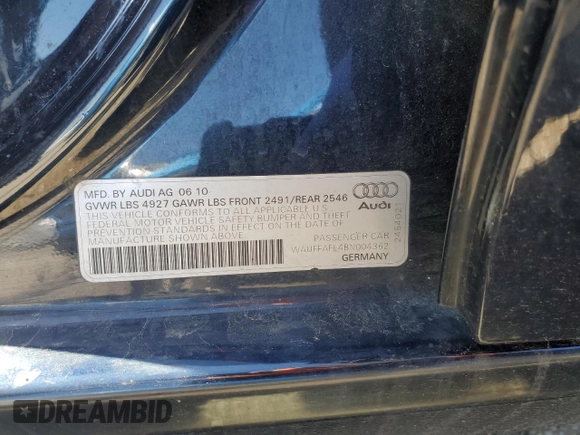 MFD. BY AUDI AG 06 10
GVWR LBS 4927 GAWR LBS FRONT 2491/REAR 2546
THIS VEHICLE CONFORMS TO ALL APPLICABLE U.S.
FEDERAL MOTOR VEHICLE SAFETY BUMPER AND THEFT
PREVENTION STANDARDS IN EFFECT ON THE DATE OF
MANUFACTURE SHOWN ABOVE.
Audi
2454021
PASSENGER CAR
WAUFFAFL4BN004362
GERMANY
DREAMBID